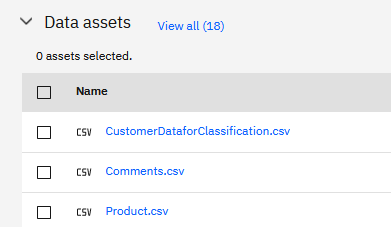 Data assets View all (18)
0 assets selected.
Name
CSV CustomerDataforClassification.csv
CSV Comments.csv
CSV Product.csv